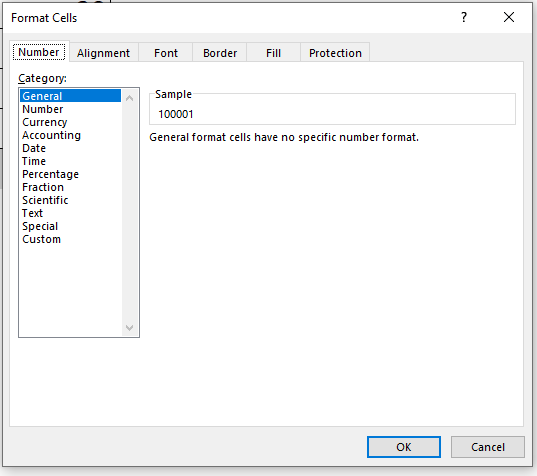 Format Cells
?
Number Alignment Font Border Fill Protection
Category:
General
Number
Currency
Accounting
Date
Time
Percentage
Fraction
Scientific
Text
Special
Custom
Sample
100001
General format cells have no specific number format.
OK Cancel